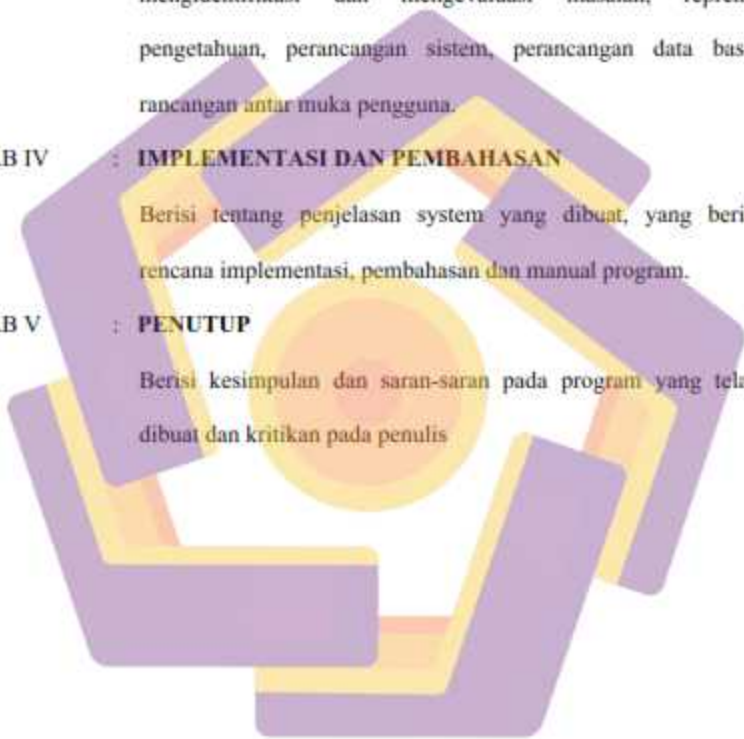 dan
pengetahuan, perancangan sistem, perancangan data bas
rancangan antar muka pengguna.
B IV : IMPLEMENTASI DAN PEMBAHASAN
Berisi tentang penjelasan system yang dibuat, yang beri
rencana implementasi, pembahasan dan manual program.
B V : PENUTUP
Berisi kesimpulan dan saran-saran pada program yang tela
dibuat dan kritikan pada penulis